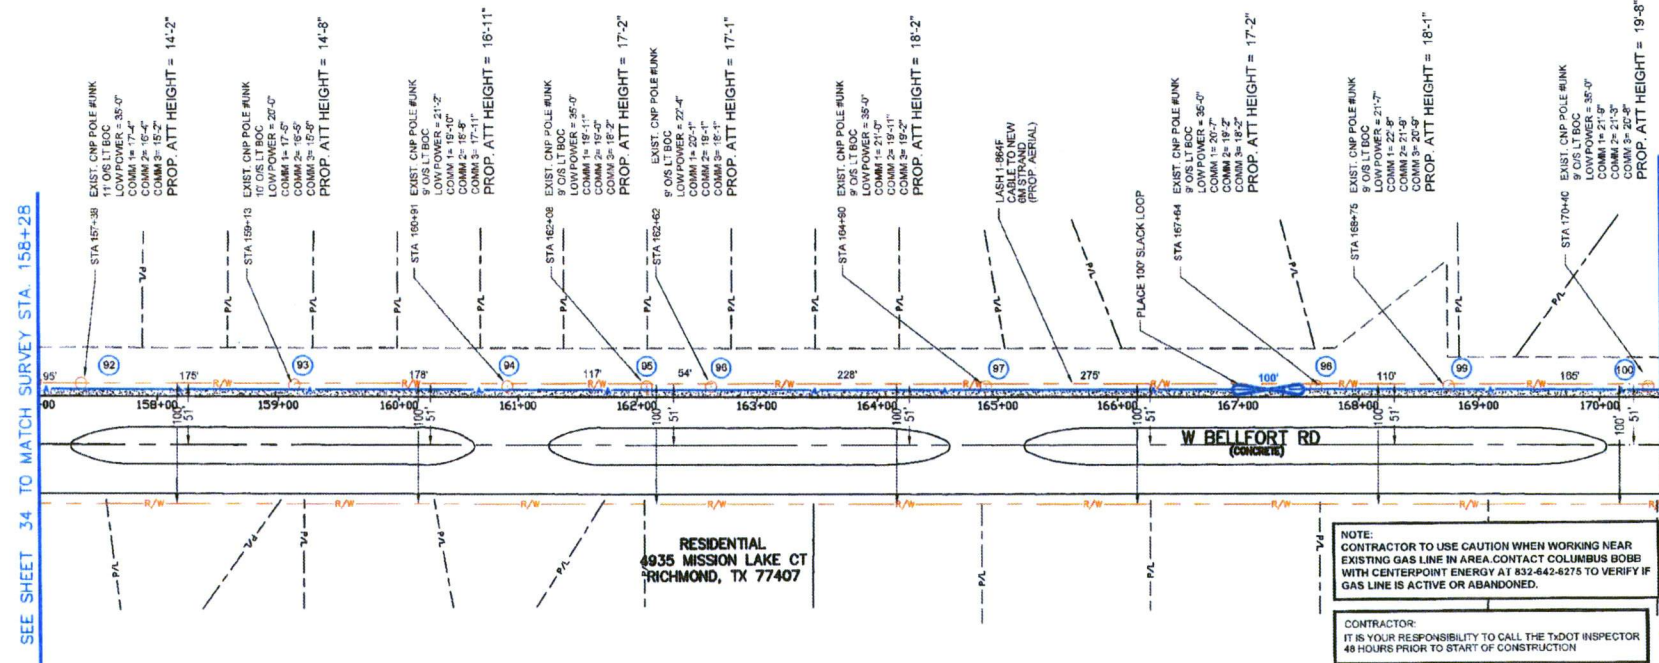 SEE SHEET 34 TO MATCH SURVEY STA. 158+28
STA 157+38
EXIST. CNP POLE #UNK
11' O/S LT BOC
LOW POWER = 35'-0"
COMM 1= 17'-4"
COMM 2= 16'-4"
COMM 3= 15'-2"
PROP. ATT HEIGHT = 14'-2"
STA 159+13
EXIST. CNP POLE #UNK
10' O/S LT BOC
LOW POWER = 20'-0"
COMM 1= 17'-5"
COMM 2= 16'-5"
COMM 3= 15'-8"
PROP. ATT HEIGHT = 14'-8"
STA 160+91
EXIST. CNP POLE #UNK
9' O/S LT BOC
LOW POWER = 21'-2"
COMM 1= 19'-10"
COMM 2= 18'-8"
COMM 3= 17'-11"
PROP. ATT HEIGHT = 16'-11"
STA 162+08
EXIST. CNP POLE #UNK
9' O/S LT BOC
LOW POWER = 35'-0"
COMM 1= 19'-11"
COMM 2= 19'-0"
COMM 3= 18'-2"
PROP. ATT HEIGHT = 17'-2"
STA 162+62
EXIST. CNP POLE #UNK
9' O/S LT BOC
LOW POWER = 22'-4"
COMM 1= 20'-1"
COMM 2= 19'-1"
COMM 3= 18'-1"
PROP. ATT HEIGHT = 17'-1"
STA 164+90
EXIST. CNP POLE #UNK
9' O/S LT BOC
LOW POWER = 35'-0"
COMM 1= 21'-0"
COMM 2= 19'-11"
COMM 3= 19'-2"
PROP. ATT HEIGHT = 18'-2"
LASH 1-864F
CABLE TO NEW
6M STRAND
(PROP. AERIAL)
PLACE 100' SLACK LOOP
STA 167+64
EXIST. CNP POLE #UNK
9' O/S LT BOC
LOW POWER = 35'-0"
COMM 1= 20'-7"
COMM 2= 19'-2"
COMM 3= 18'-2"
PROP. ATT HEIGHT = 17'-2"
STA 168+75
EXIST. CNP POLE #UNK
9' O/S LT BOC
LOW POWER = 21'-7"
COMM 1= 22'-8"
COMM 2= 21'-9"
COMM 3= 20'-9"
PROP. ATT HEIGHT = 18'-1"
STA 170+40
EXIST. CNP POLE #UNK
9' O/S LT BOC
LOW POWER = 35'-0"
COMM 1= 21'-9"
COMM 2= 21'-3"
COMM 3= 20'-8"
PROP. ATT HEIGHT = 19'-8"
P/L P/L P/L P/L P/L P/L P/L P/L P/L P/L P/L P/L
92 93 94 95 96 97 98 99 100
95' 175' 178' 117' 54' 228' 275' 100' 110' 165'
R/W R/W R/W R/W R/W R/W R/W R/W
00 158+00 159+00 160+00 161+00 162+00 163+00 164+00 165+00 166+00 167+00 168+00 169+00 170+00
100' 51' 100' 51' 100' 51' 100' 51' 100' 51' 100' 51' 100' 51'
W BELLFORT RD
(CONCRETE)
R/W R/W R/W R/W R/W R/W R/W R/W R/W R/W
P/L P/L P/L P/L P/L P/L P/L P/L P/L
RESIDENTIAL
4935 MISSION LAKE CT
RICHMOND, TX 77407
NOTE:
CONTRACTOR TO USE CAUTION WHEN WORKING NEAR
EXISTING GAS LINE IN AREA.CONTACT COLUMBUS BOBB
WITH CENTERPOINT ENERGY AT 832-642-6275 TO VERIFY IF
GAS LINE IS ACTIVE OR ABANDONED.
CONTRACTOR:
IT IS YOUR RESPONSIBILITY TO CALL THE TxDOT INSPECTOR
48 HOURS PRIOR TO START OF CONSTRUCTION